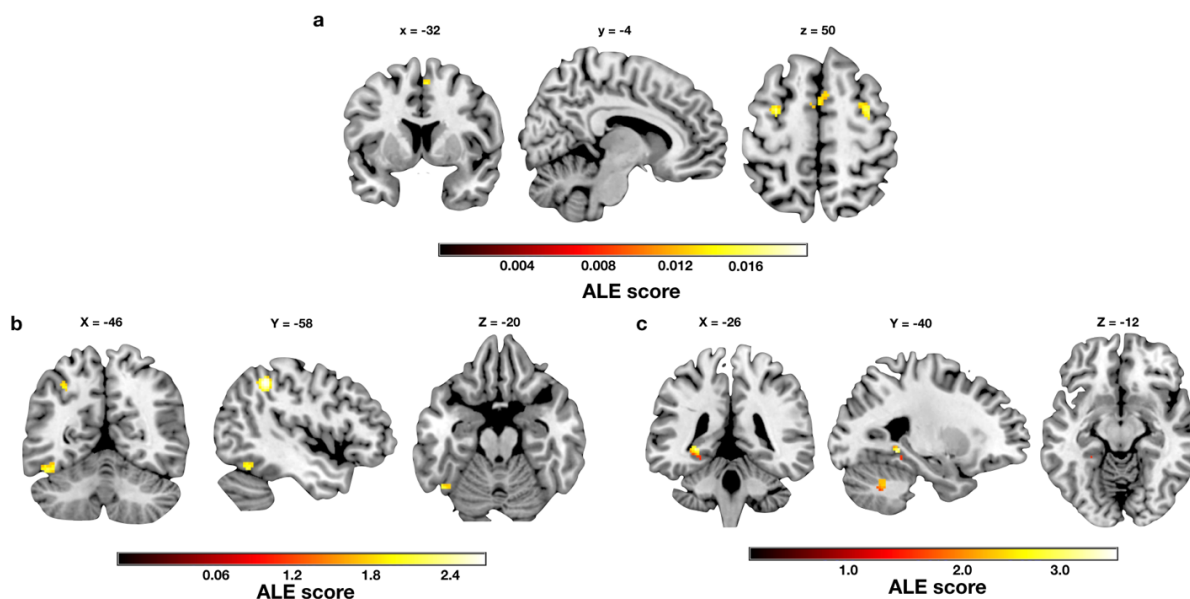 a
x = -32 y = -4 z = 50
0.004 0.008 0.012 0.016
ALE score
b
X = -46 Y = -58 Z = -20
0.06 1.2 1.8 2.4
ALE score
c
X = -26 Y = -40 Z = -12
1.0 2.0 3.0
ALE score